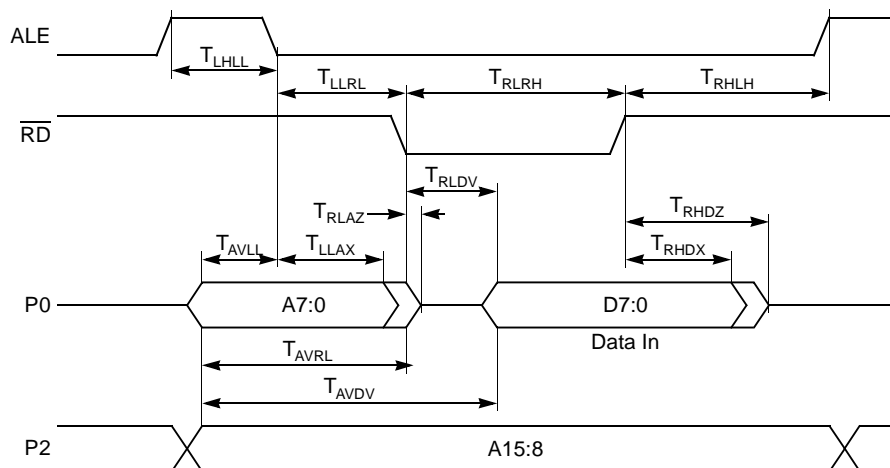 ALE
T_LHLL
T_LLRL T_RLRH T_RHLH
RD
T_RLDV
T_RLAZ T_RHDZ
T_AVLL T_LLAX T_RHDX
P0 A7:0 D7:0
Data In
T_AVRL
T_AVDV
P2 A15:8